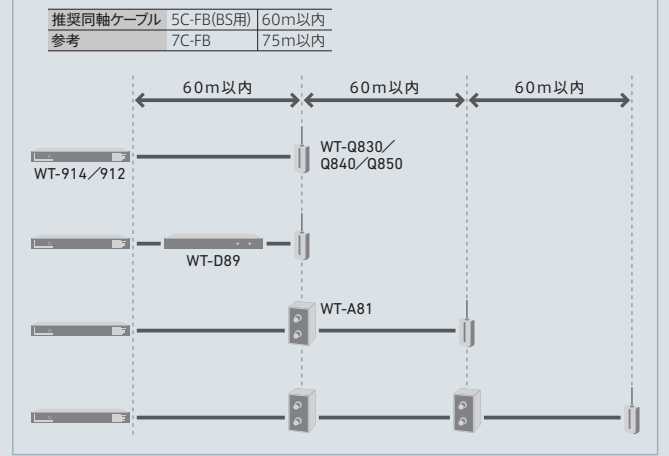 推奨同軸ケーブル 5C-FB(BS用) 60m以内
参考 7C-FB 75m以内
60m以内 60m以内 60m以内
WT-Q830／
Q840／Q850
WT-914／912
WT-D89
WT-A81